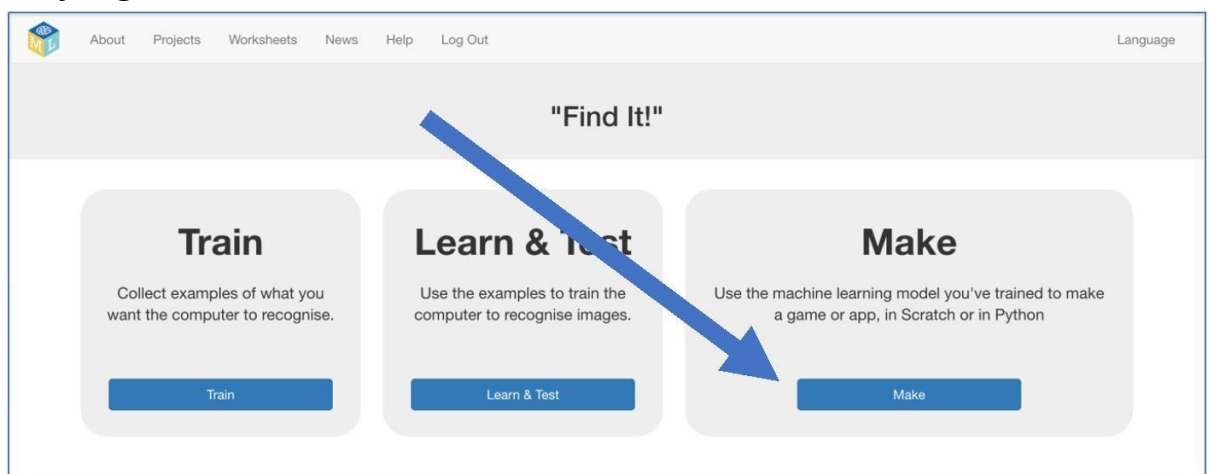 About Projects Worksheets News Help Log Out Language
"Find It!"
Train
Collect examples of what you
want the computer to recognise.
Train
Learn & Test
Use the examples to train the
computer to recognise images.
Learn & Test
Make
Use the machine learning model you've trained to make
a game or app, in Scratch or in Python
Make